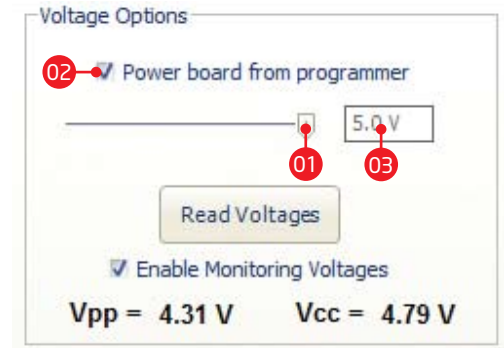 Voltage Options
02 Power board from programmer
5.0 V
01 03
Read Voltages
Enable Monitoring Voltages
Vpp = 4.31 V Vcc = 4.79 V